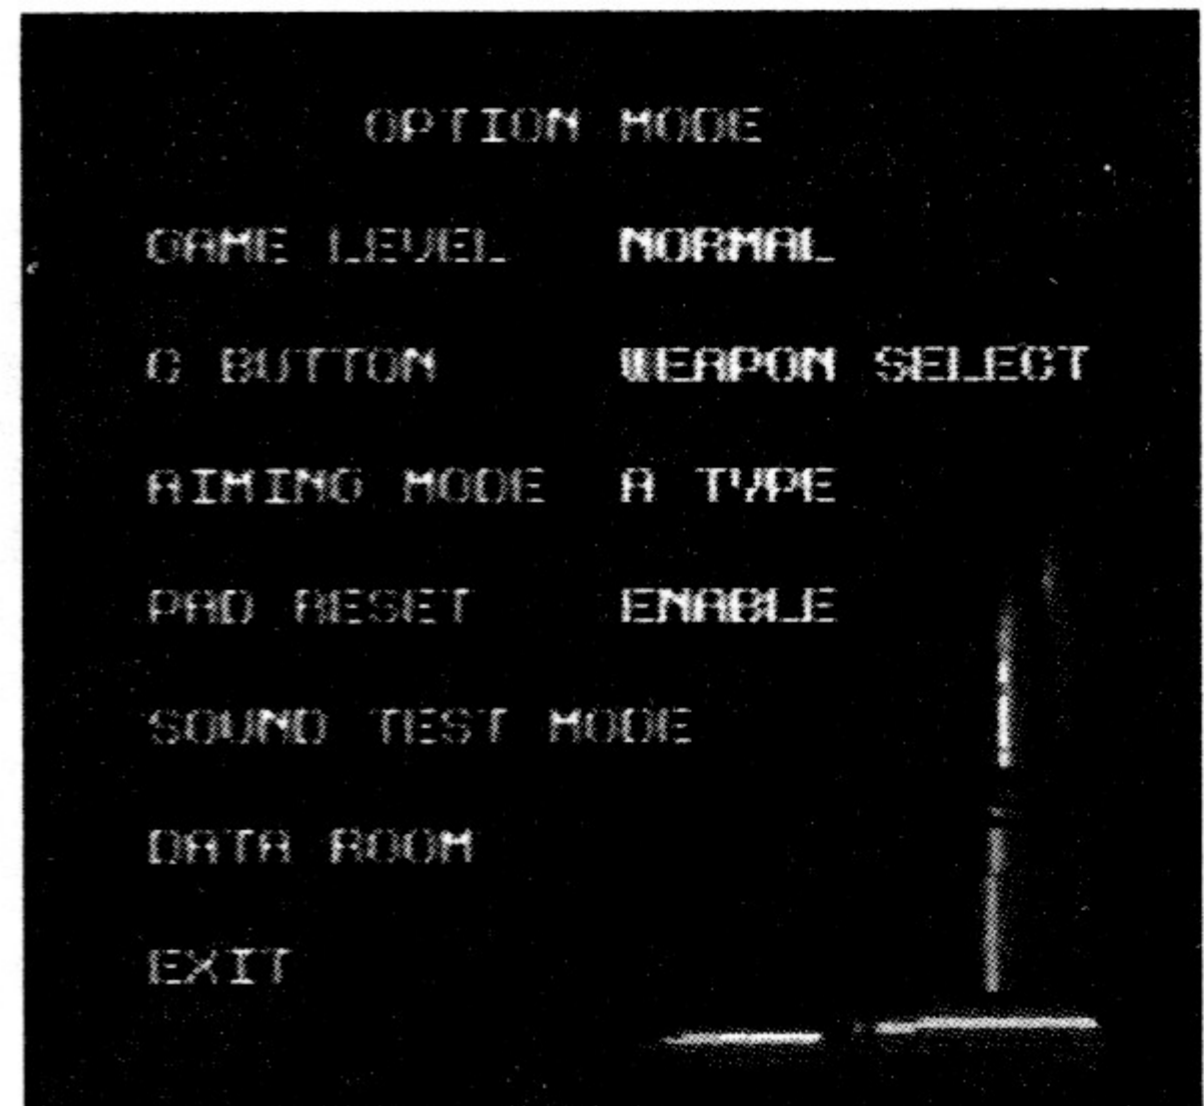 OPTION MODE
GAME LEVEL NORMAL
C BUTTON WEAPON SELECT
AIMING MODE A TYPE
PAD RESET ENABLE
SOUND TEST MODE
DATA ROOM
EXIT